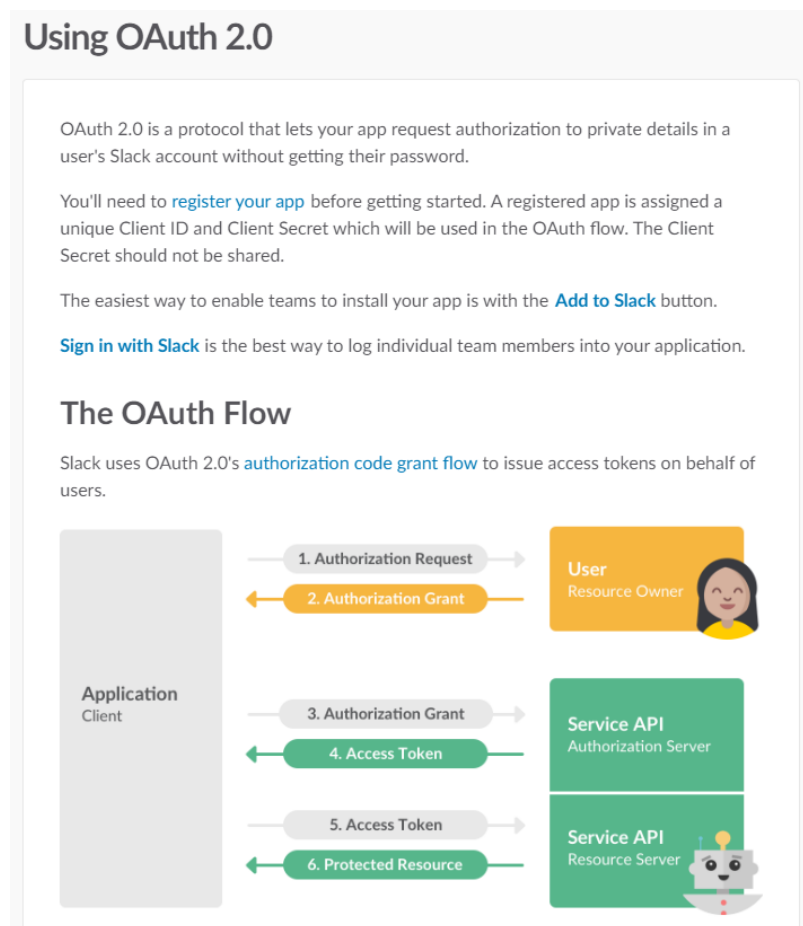 Using OAuth 2.0
OAuth 2.0 is a protocol that lets your app request authorization to private details in a
user's Slack account without getting their password.
You'll need to register your app before getting started. A registered app is assigned a
unique Client ID and Client Secret which will be used in the OAuth flow. The Client
Secret should not be shared.
The easiest way to enable teams to install your app is with the Add to Slack button.
Sign in with Slack is the best way to log individual team members into your application.
The OAuth Flow
Slack uses OAuth 2.0's authorization code grant flow to issue access tokens on behalf of
users.
1. Authorization Request
2. Authorization Grant
User
Resource Owner
Application
Client
3. Authorization Grant
4. Access Token
Service API
Authorization Server
5. Access Token
6. Protected Resource
Service API
Resource Server